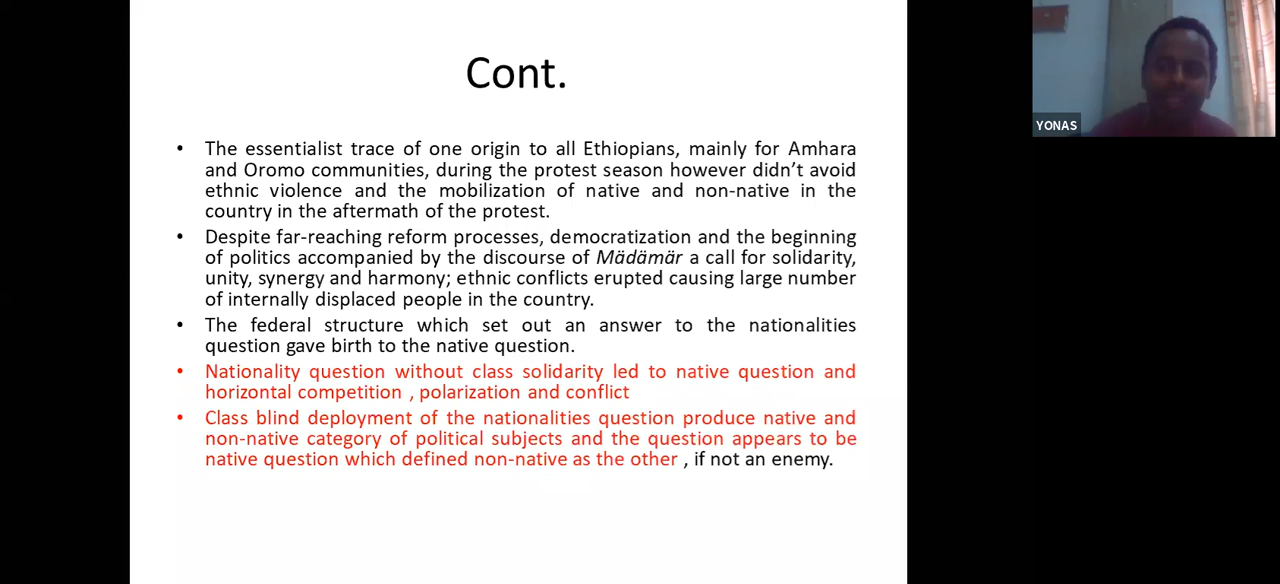 Cont.
• The essentialist trace of one origin to all Ethiopians, mainly for Amhara
and Oromo communities, during the protest season however didn’t avoid
ethnic violence and the mobilization of native and non-native in the
country in the aftermath of the protest.
• Despite far-reaching reform processes, democratization and the beginning
of politics accompanied by the discourse of Mädämär a call for solidarity,
unity, synergy and harmony; ethnic conflicts erupted causing large number
of internally displaced people in the country.
• The federal structure which set out an answer to the nationalities
question gave birth to the native question.
• Nationality question without class solidarity led to native question and
horizontal competition , polarization and conflict
• Class blind deployment of the nationalities question produce native and
non-native category of political subjects and the question appears to be
native question which defined non-native as the other , if not an enemy.
YONAS